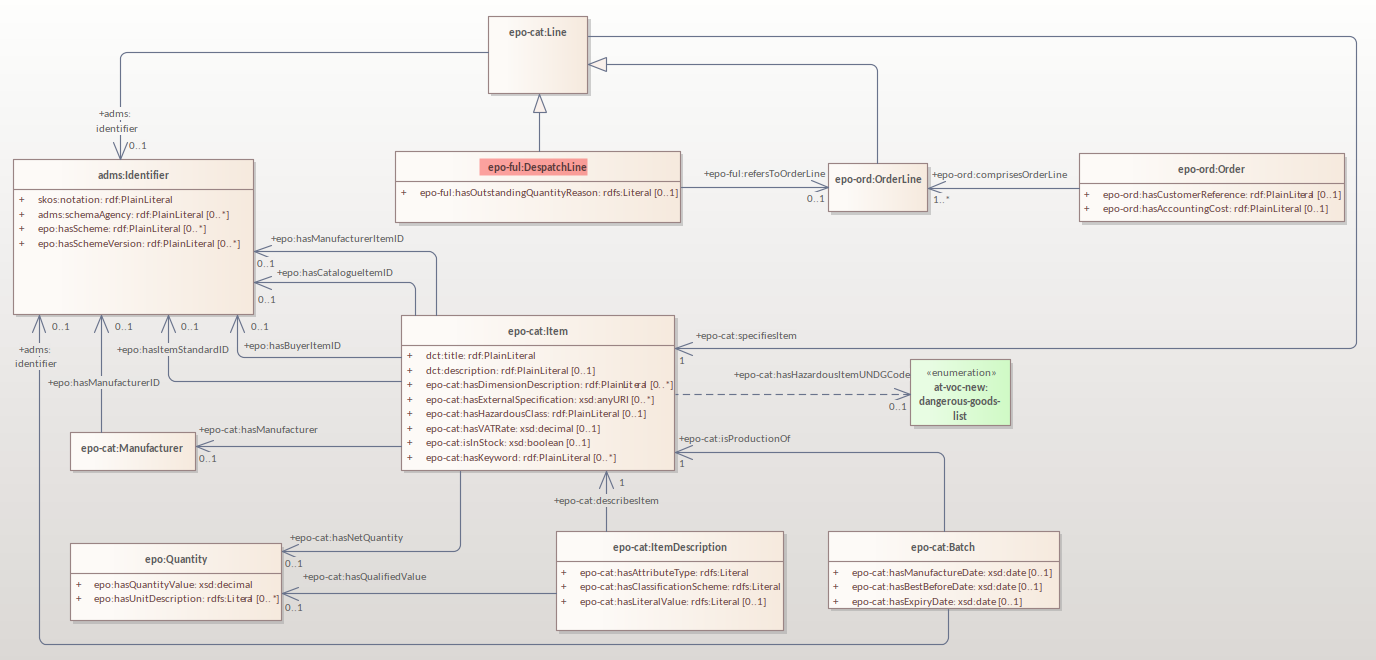 epo-cat:Line
+adms:
identifier
0..1
adms:Identifier
+ skos:notation: rdf:PlainLiteral
+ adms:schemaAgency: rdf:PlainLiteral [0..*]
+ epo:hasScheme: rdf:PlainLiteral [0..*]
+ epo:hasSchemeVersion: rdf:PlainLiteral [0..*]
epo-ful:DespatchLine
+ epo-ful:hasOutstandingQuantityReason: rdfs:Literal [0..1]
+epo-ful:refersToOrderLine
0..1
epo-ord:OrderLine
+epo-ord:comprisesOrderLine
1..*
epo-ord:Order
+ epo-ord:hasCustomerReference: rdf:PlainLiteral [0..1]
+ epo-ord:hasAccountingCost: rdf:PlainLiteral [0..1]
+epo:hasManufacturerItemID
0..1
+epo:hasCatalogueItemID
0..1
0..1
0..1
0..1
0..1
+adms:
identifier
+epo:hasItemStandardID
+epo:hasBuyerItemID
+epo:hasManufacturerID
epo-cat:Item
+ dct:title: rdf:PlainLiteral
+ dct:description: rdf:PlainLiteral [0..1]
+ epo-cat:hasDimensionDescription: rdf:PlainLiteral [0..*]
+ epo-cat:hasExternalSpecification: xsd:anyURI [0..*]
+ epo-cat:hasHazardousClass: rdf:PlainLiteral [0..1]
+ epo-cat:hasVATRate: xsd:decimal [0..1]
+ epo-cat:isInStock: xsd:boolean [0..1]
+ epo-cat:hasKeyword: rdf:PlainLiteral [0..*]
+epo-cat:specifiesItem
1
+epo-cat:hasHazardousItemUNDGCode
0..1
«enumeration»
at-voc-new:
dangerous-goods-
list
epo-cat:Manufacturer
+epo-cat:hasManufacturer
0..1
+epo-cat:isProductionOf
1
1
+epo-cat:describesItem
+epo-cat:hasNetQuantity
0..1
+epo-cat:hasQualifiedValue
0..1
epo:Quantity
+ epo:hasQuantityValue: xsd:decimal
+ epo:hasUnitDescription: rdfs:Literal [0..*]
epo-cat:ItemDescription
+ epo-cat:hasAttributeType: rdfs:Literal
+ epo-cat:hasClassificationScheme: rdfs:Literal
+ epo-cat:hasLiteralValue: rdfs:Literal [0..1]
epo-cat:Batch
+ epo-cat:hasManufactureDate: xsd:date [0..1]
+ epo-cat:hasBestBeforeDate: xsd:date [0..1]
+ epo-cat:hasExpiryDate: xsd:date [0..1]